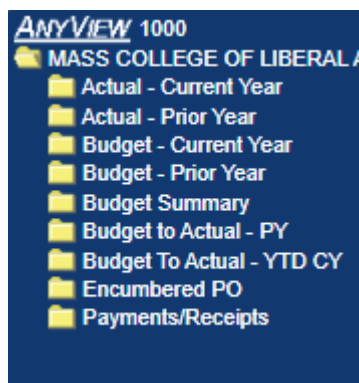 ANYVIEW 1000
MASS COLLEGE OF LIBERAL
Actual - Current Year
Actual - Prior Year
Budget - Current Year
Budget - Prior Year
Budget Summary
Budget to Actual - PY
Budget To Actual - YTD CY
Encumbered PO
Payments/Receipts